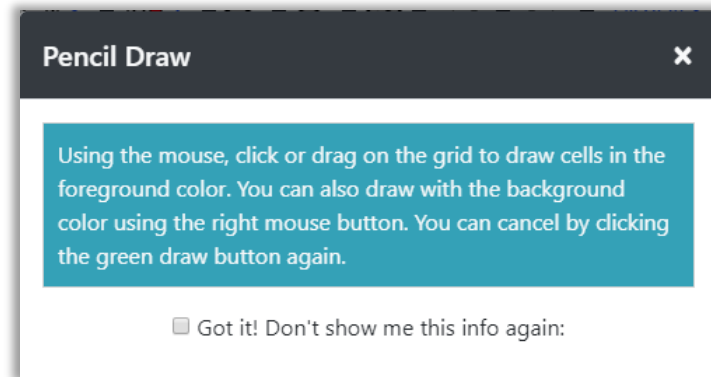 Pencil Draw
Using the mouse, click or drag on the grid to draw cells in the
foreground color. You can also draw with the background
color using the right mouse button. You can cancel by clicking
the green draw button again.
Got it! Don't show me this info again: